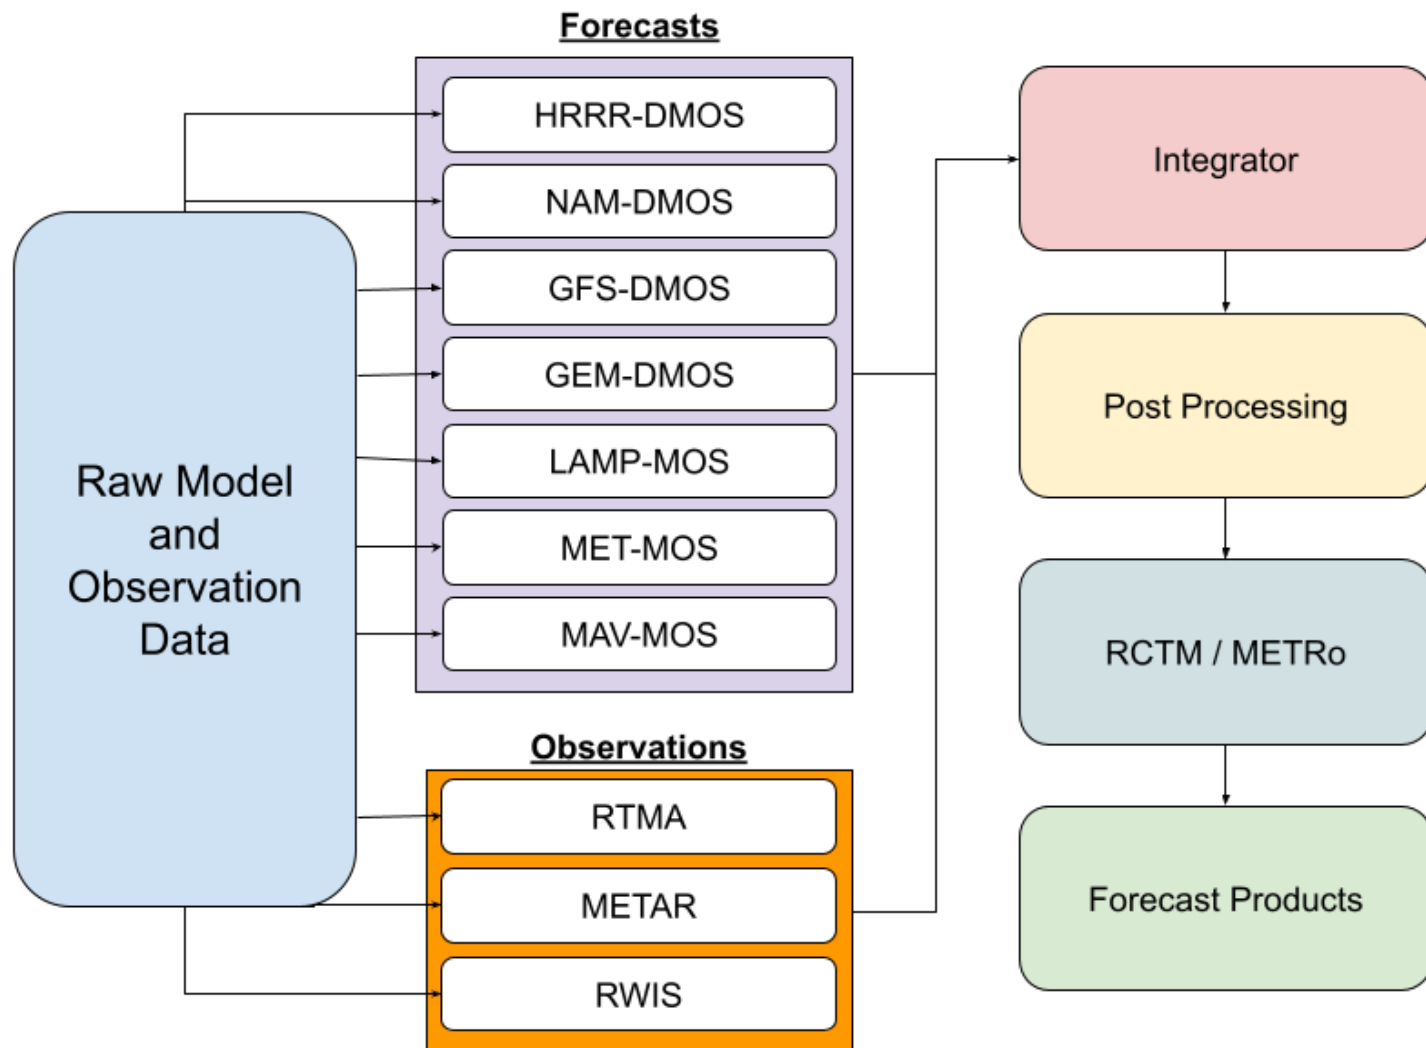 Forecasts
HRRR-DMOS
NAM-DMOS
GFS-DMOS
GEM-DMOS
LAMP-MOS
MET-MOS
MAV-MOS
Raw Model
and
Observation
Data
Observations
RTMA
METAR
RWIS
Integrator
Post Processing
RCTM / METRo
Forecast Products